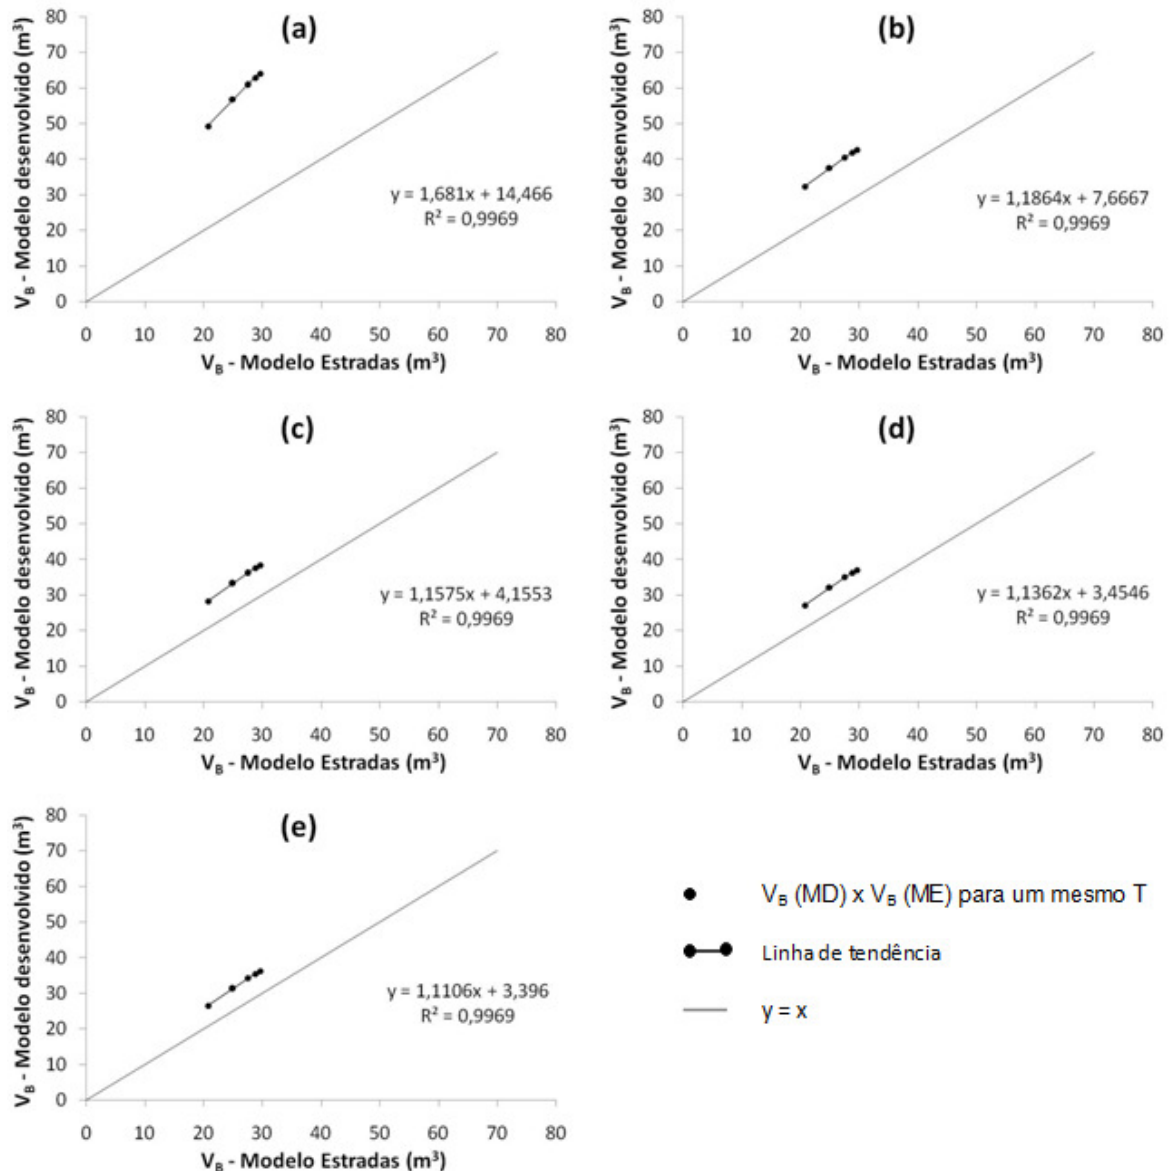 (a)
V_B - Modelo desenvolvido (m³)
80
70
60
50
40
30
20
10
0
y = 1,681x + 14,466
R² = 0,9969
0 10 20 30 40 50 60 70 80
V_B - Modelo Estradas (m³)
(b)
V_B - Modelo desenvolvido (m³)
80
70
60
50
40
30
20
10
0
y = 1,1864x + 7,6667
R² = 0,9969
0 10 20 30 40 50 60 70 80
V_B - Modelo Estradas (m³)
(c)
V_B - Modelo desenvolvido (m³)
80
70
60
50
40
30
20
10
0
y = 1,1575x + 4,1553
R² = 0,9969
0 10 20 30 40 50 60 70 80
V_B - Modelo Estradas (m³)
(d)
V_B - Modelo desenvolvido (m³)
80
70
60
50
40
30
20
10
0
y = 1,1362x + 3,4546
R² = 0,9969
0 10 20 30 40 50 60 70 80
V_B - Modelo Estradas (m³)
(e)
V_B - Modelo desenvolvido (m³)
80
70
60
50
40
30
20
10
0
y = 1,1106x + 3,396
R² = 0,9969
0 10 20 30 40 50 60 70 80
V_B - Modelo Estradas (m³)
V_B (MD) x V_B (ME) para um mesmo T
Linha de tendência
y = x